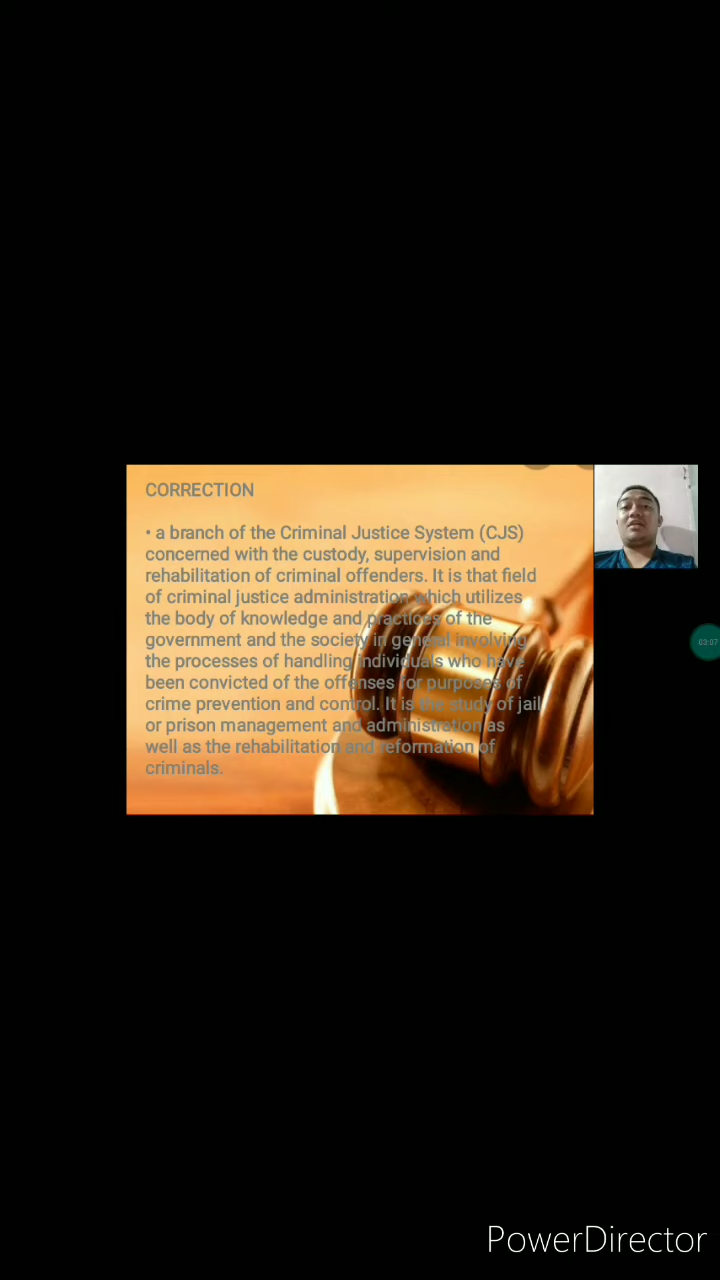 CORRECTION
• a branch of the Criminal Justice System (CJS)
concerned with the custody, supervision and
rehabilitation of criminal offenders. It is that field
of criminal justice administration which utilizes
the body of knowledge and practices of the
government and the society in general involving
the processes of handling individuals who have
been convicted of the offenses for purposes of
crime prevention and control. It is the study of jail
or prison management and administration as
well as the rehabilitation and reformation of
criminals.
03:07
PowerDirector